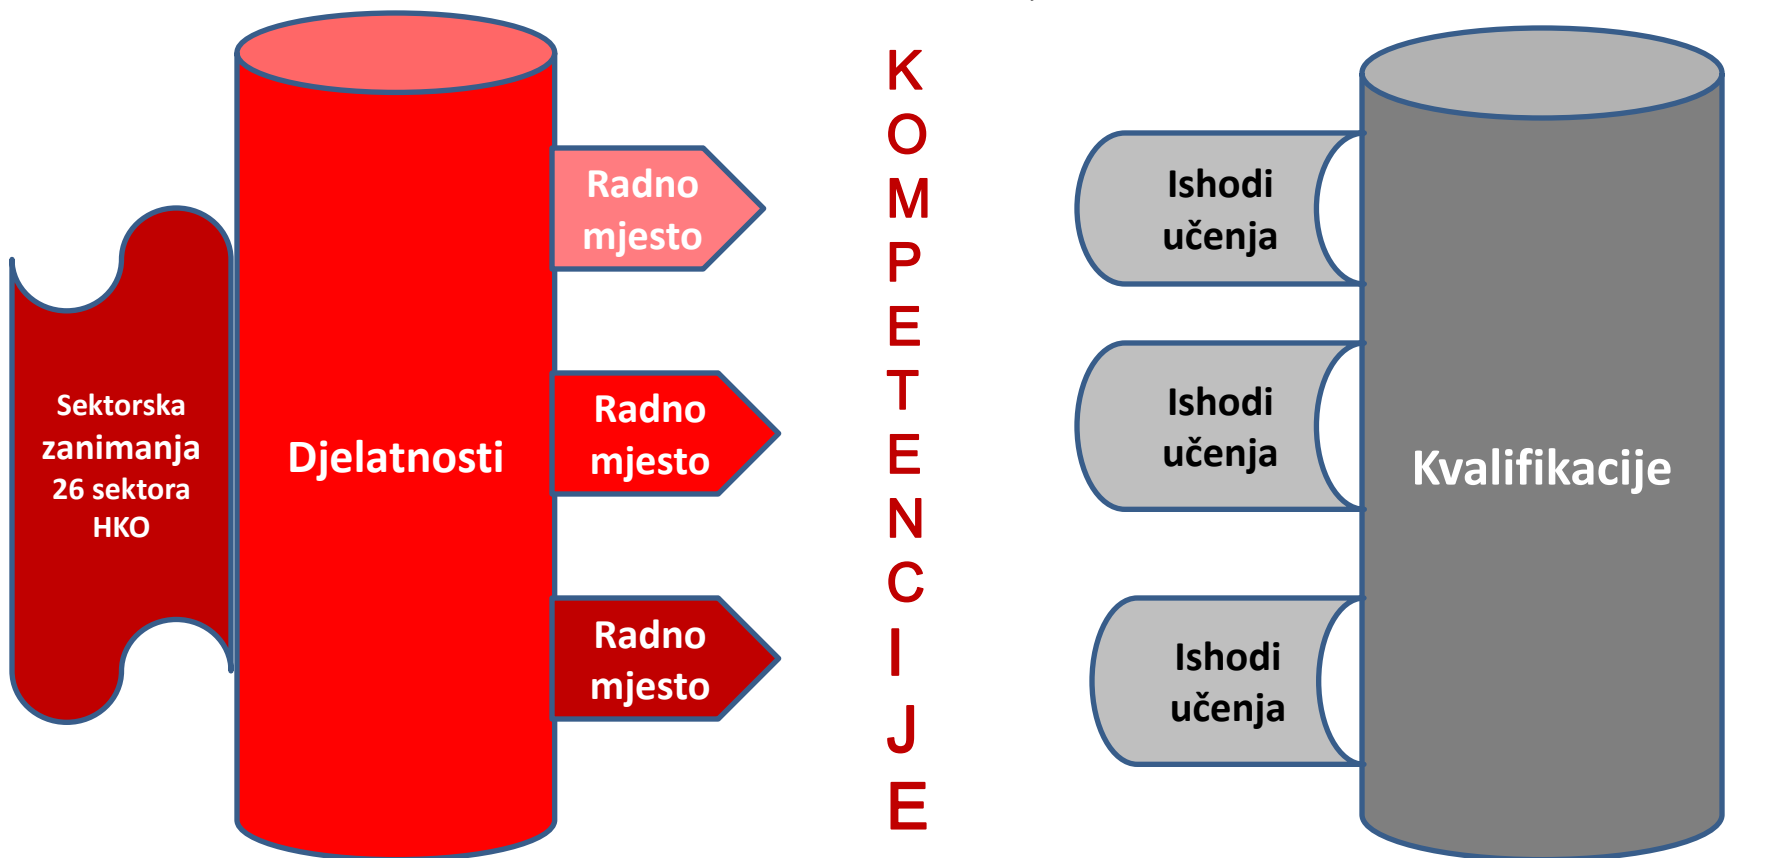 Sektorska
zanimanja
26 sektora
HKO
Djelatnosti
Radno
mjesto
Radno
mjesto
Radno
mjesto
K
O
M
P
E
T
E
N
C
I
J
E
Ishodi
učenja
Ishodi
učenja
Ishodi
učenja
Kvalifikacije